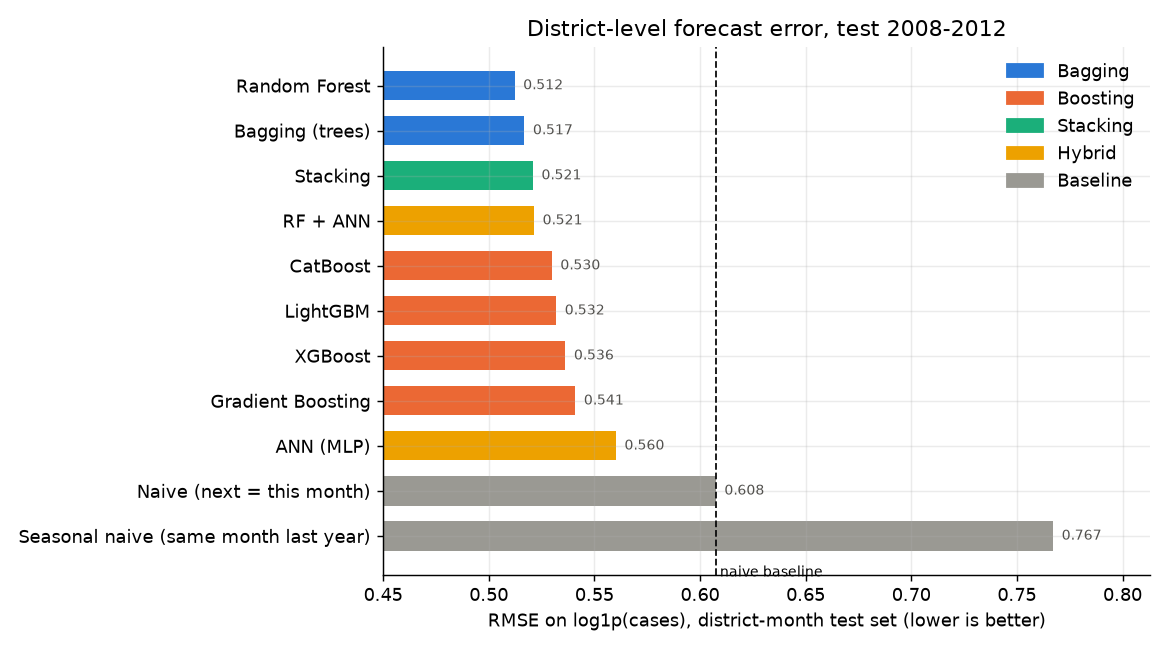 District-level forecast error, test 2008-2012
Bagging
Boosting
Stacking
Hybrid
Baseline
Random Forest 0.512
Bagging (trees) 0.517
Stacking 0.521
RF + ANN 0.521
CatBoost 0.530
LightGBM 0.532
XGBoost 0.536
Gradient Boosting 0.541
ANN (MLP) 0.560
Naive (next = this month) 0.608
Seasonal naive (same month last year) 0.767
naive baseline
0.45 0.50 0.55 0.60 0.65 0.70 0.75 0.80
RMSE on log1p(cases), district-month test set (lower is better)